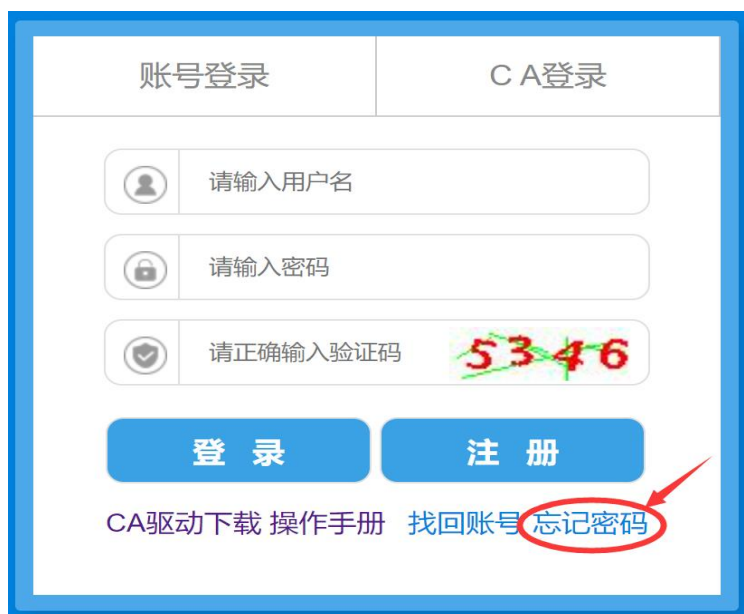 账号登录 CA登录
请输入用户名
请输入密码
请正确输入验证码 5346
登 录 注 册
CA驱动下载 操作手册 找回账号 忘记密码